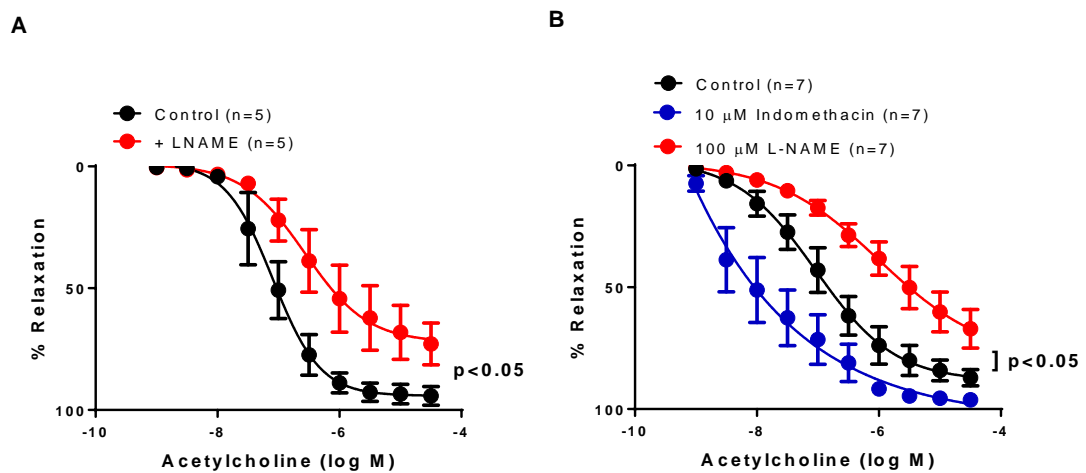 A
Control (n=5)
+ LNAME (n=5)
0
50
100
% Relaxation
-10
-8
-6
-4
Acetylcholine (log M)
p<0.05
B
Control (n=7)
10 μM Indomethacin (n=7)
100 μM L-NAME (n=7)
0
50
100
% Relaxation
-10
-8
-6
-4
Acetylcholine (log M)
] p<0.05